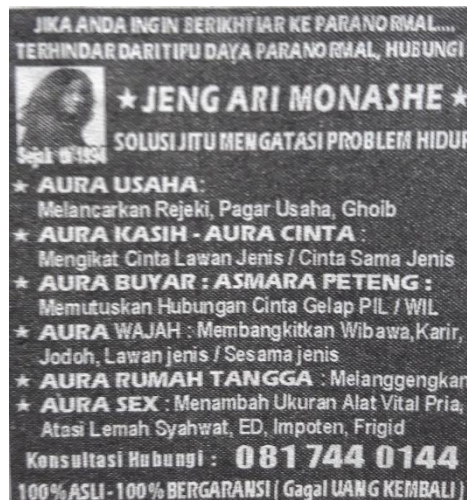 JIKA ANDA INGIN BERIKHTIAR KE PARANORMAL....
TERHINDAR DARI TIPU DAYA PARANORMAL, HUBUNGI
★ JENG ARI MONASHE ★
Sejak th 1994
SOLUSI JITU MENGATASI PROBLEM HIDUP
★ AURA USAHA:
Melancarkan Rejeki, Pagar Usaha, Ghoib
★ AURA KASIH - AURA CINTA :
Mengikat Cinta Lawan Jenis / Cinta Sama Jenis
★ AURA BUYAR : ASMARA PETENG :
Memutuskan Hubungan Cinta Gelap PIL / WIL
★ AURA WAJAH : Membangkitkan Wibawa, Karir,
Jodoh, Lawan jenis / Sesama jenis
★ AURA RUMAH TANGGA : Melanggengkan
★ AURA SEX : Menambah Ukuran Alat Vital Pria,
Atasi Lemah Syahwat, ED, Impoten, Frigid
Konsultasi Hubungi : 081 744 0144
100% ASLI - 100% BERGARANSI ( Gagal UANG KEMBALI )